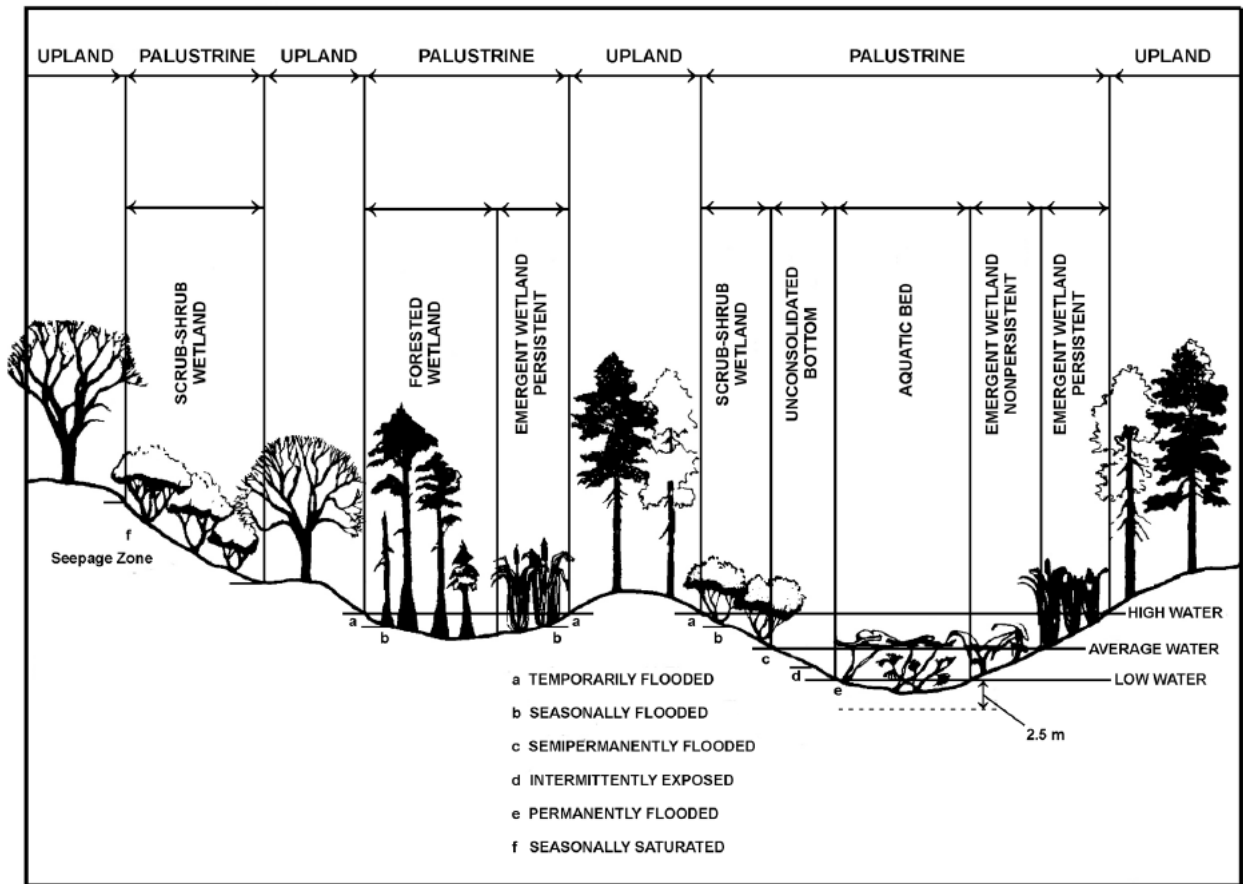 UPLAND PALUSTRINE UPLAND PALUSTRINE UPLAND PALUSTRINE UPLAND
SCRUB-SHRUB
WETLAND
FORESTED
WETLAND
EMERGENT WETLAND
PERSISTENT
SCRUB-SHRUB
WETLAND
UNCONSOLIDATED
BOTTOM
AQUATIC BED
EMERGENT WETLAND
NONPERSISTENT
EMERGENT WETLAND
PERSISTENT
f
Seepage Zone
a
b
b
a
a
b
c
d
e
HIGH WATER
AVERAGE WATER
LOW WATER
2.5 m
a TEMPORARILY FLOODED
b SEASONALLY FLOODED
c SEMIPERMANENTLY FLOODED
d INTERMITTENTLY EXPOSED
e PERMANENTLY FLOODED
f SEASONALLY SATURATED